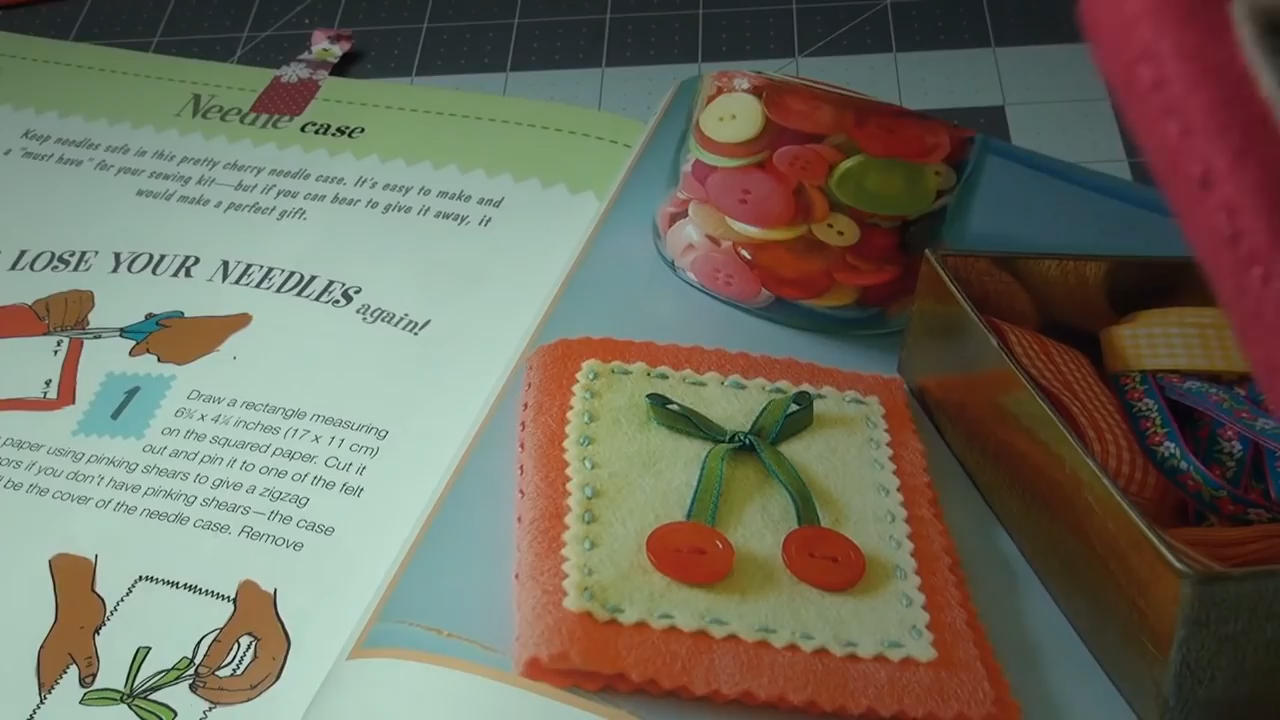 Needle case
Keep needles safe in this pretty cherry needle case. It's easy to make and
a "must have" for your sewing kit—but if you can bear to give it away, it
would make a perfect gift.
LOSE YOUR NEEDLES again!
1
Draw a rectangle measuring
6¾ x 4¼ inches (17 x 11 cm)
on the squared paper. Cut it
out and pin it to one of the felt
paper using pinking shears to give a zigzag
ors if you don't have pinking shears—the case
be the cover of the needle case. Remove